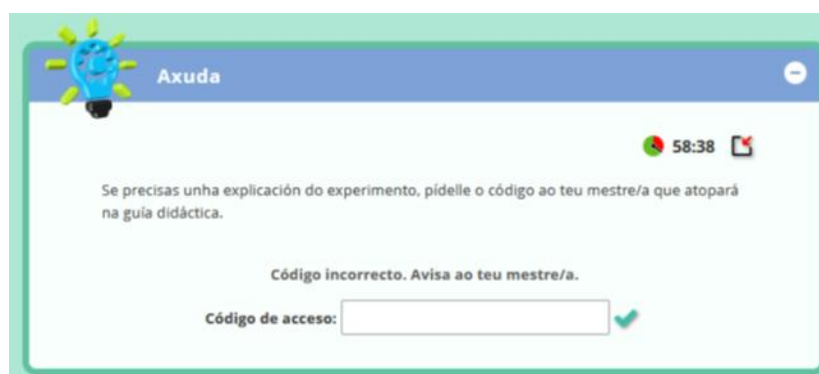 Axuda
58:38
Se precisas unha explicación do experimento, pídelle o código ao teu mestre/a que atopará
na guía didáctica.
Código incorrecto. Avisa ao teu mestre/a.
Código de acceso: